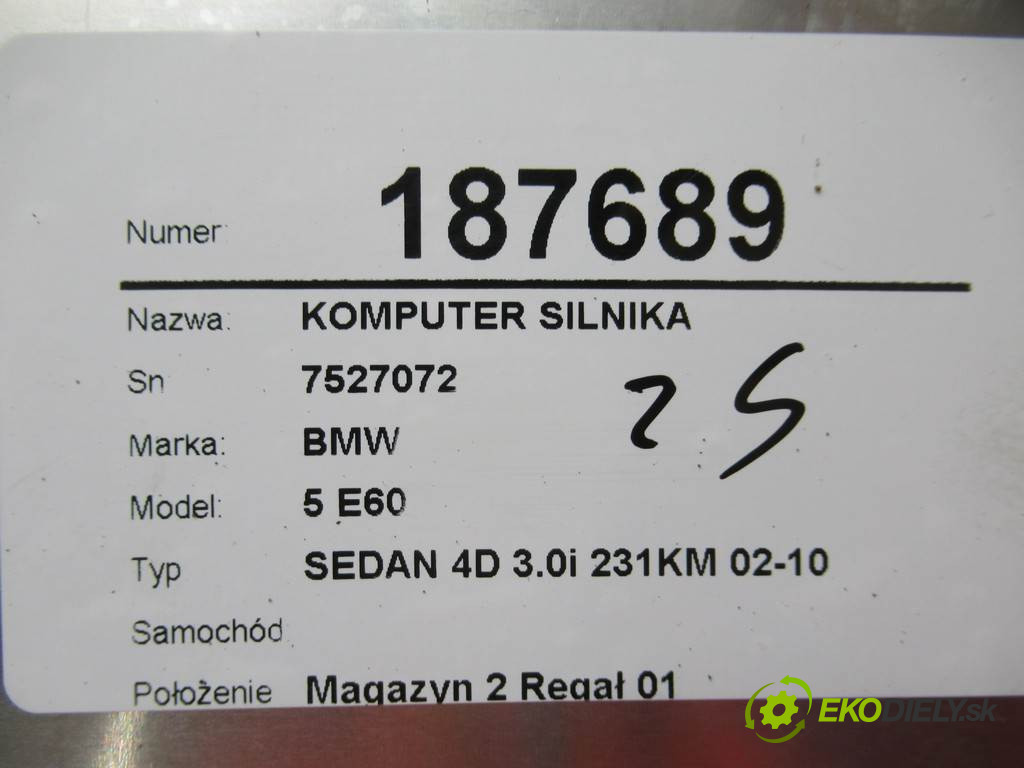 Numer: 187689
Nazwa: KOMPUTER SILNIKA
Sn 7527072
25
Marka: BMW
Model: 5 E60
Typ SEDAN 4D 3.0i 231KM 02-10
Samochód
Położenie Magazyn 2 Regał 01
EKODIELY.sk